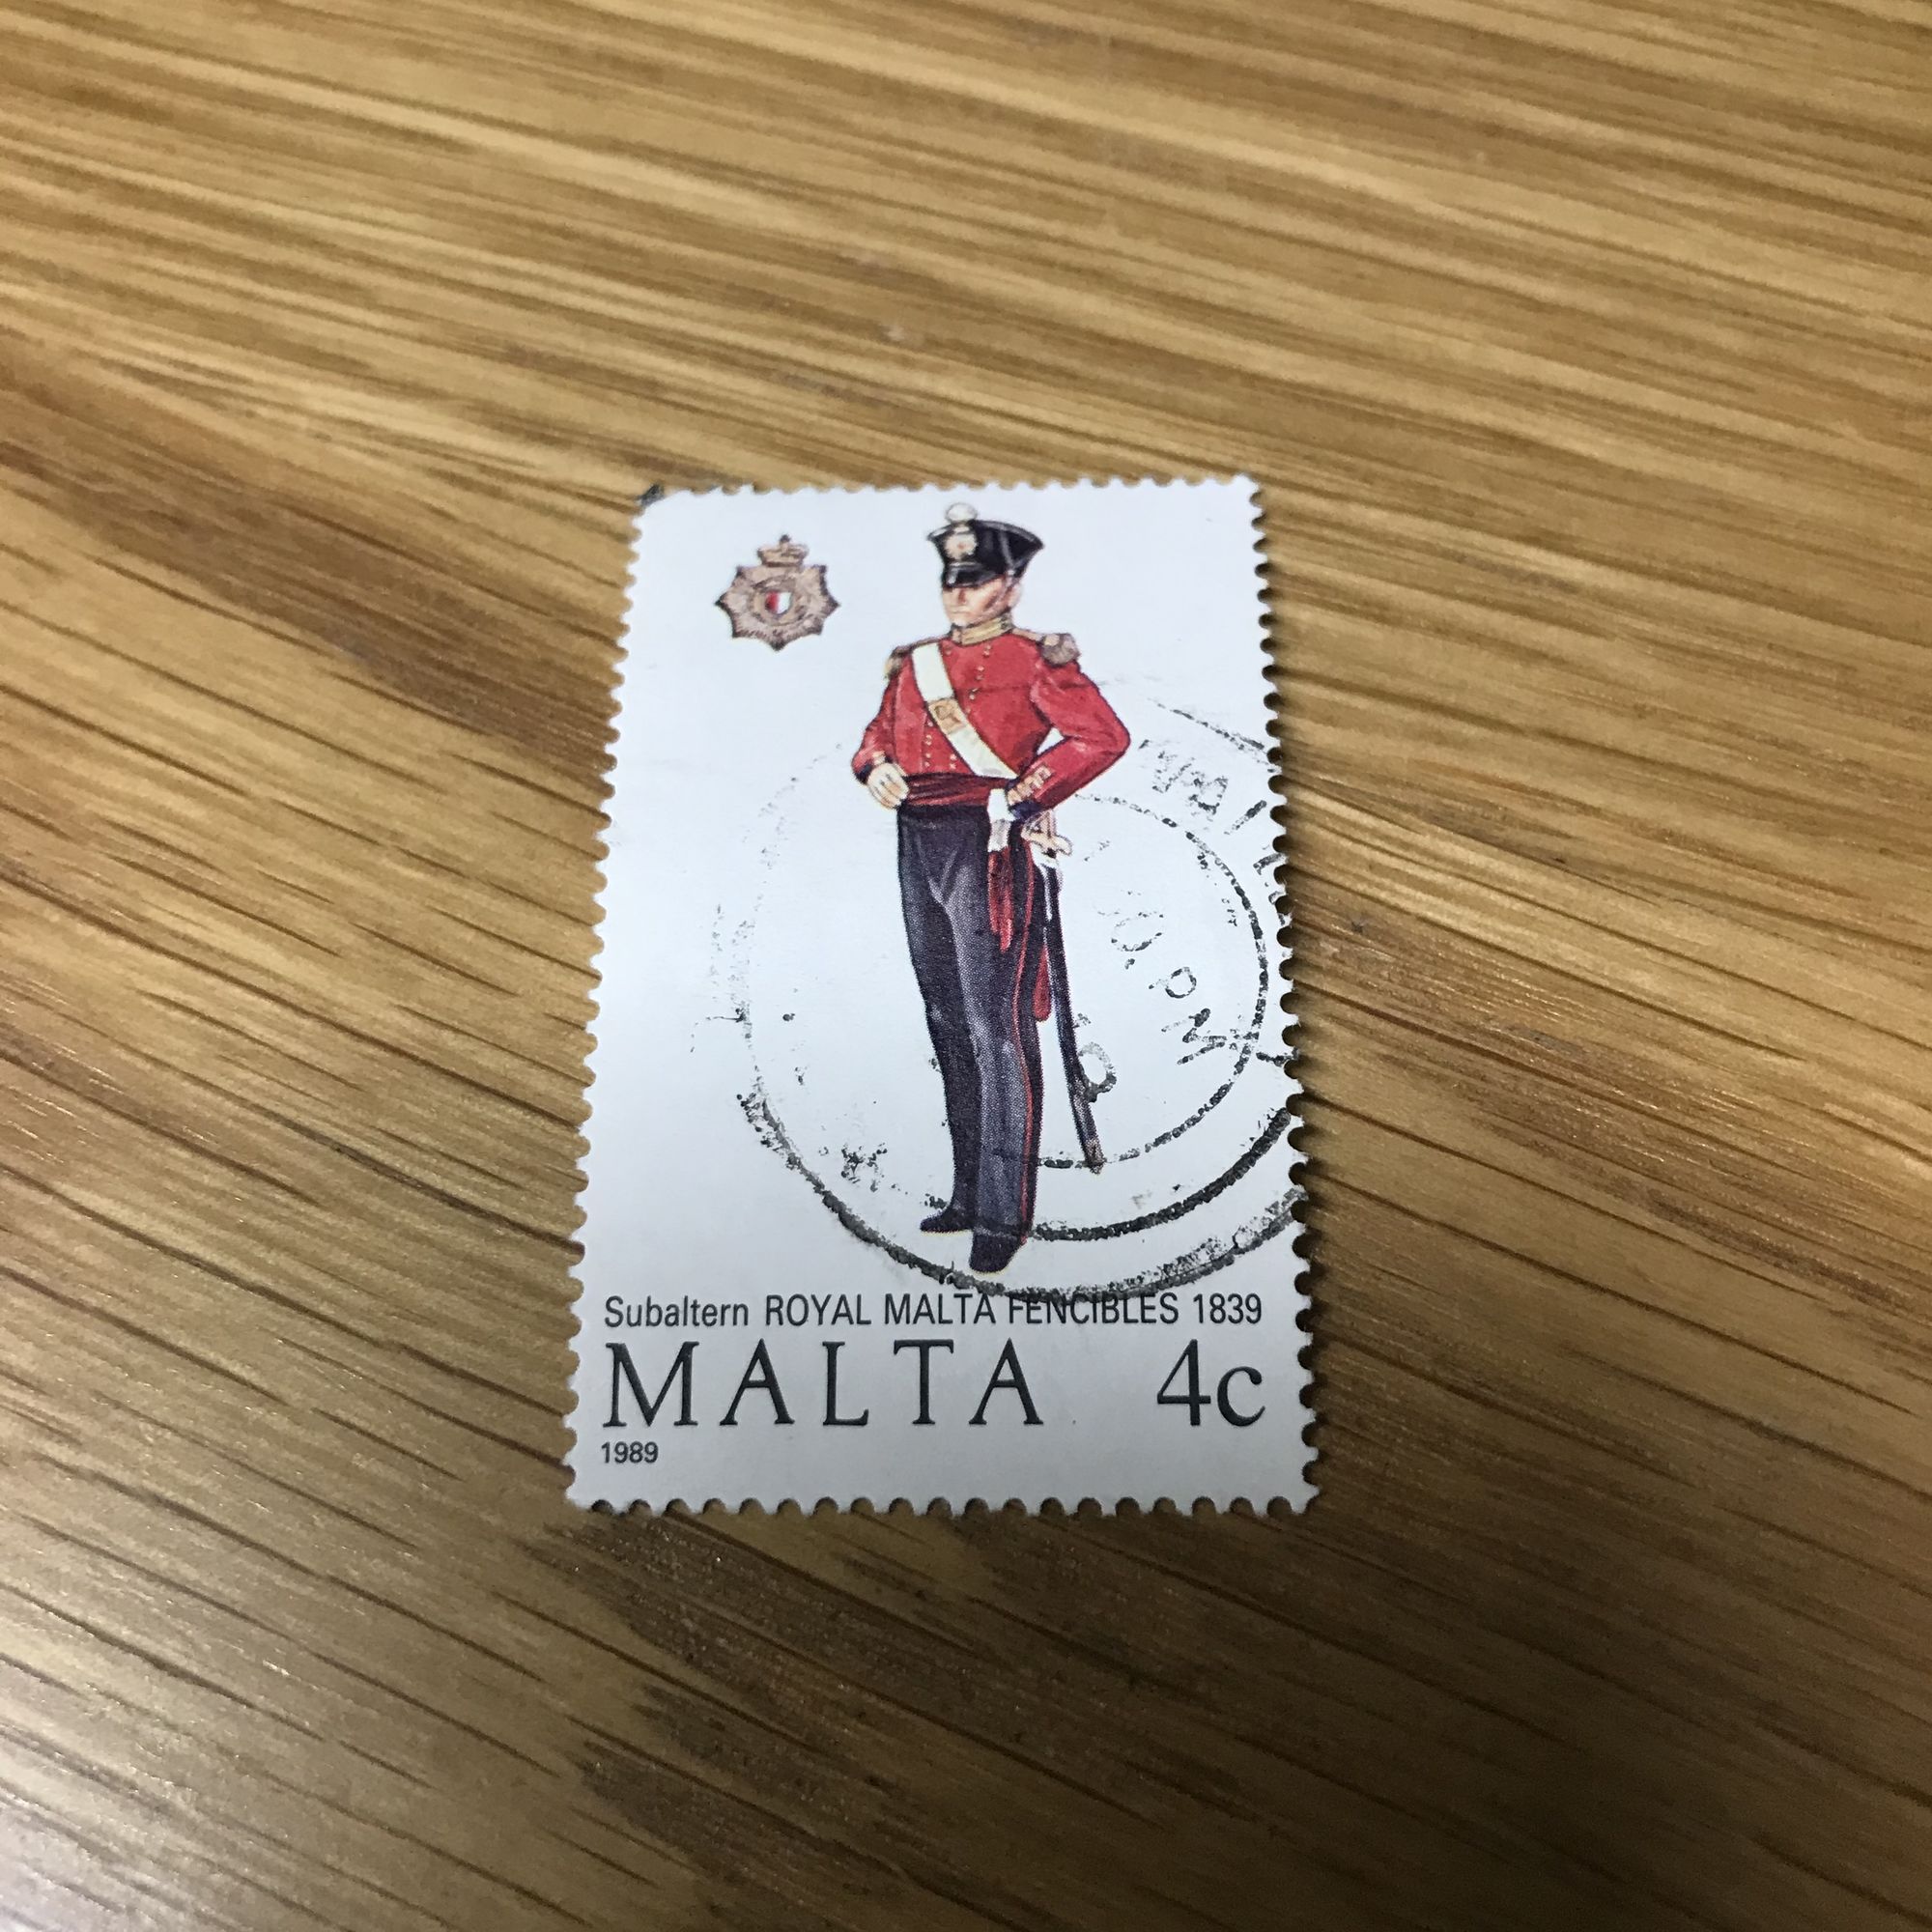 Subaltern ROYAL MALTA FENCIBLES 1839
MALTA 4c
1989